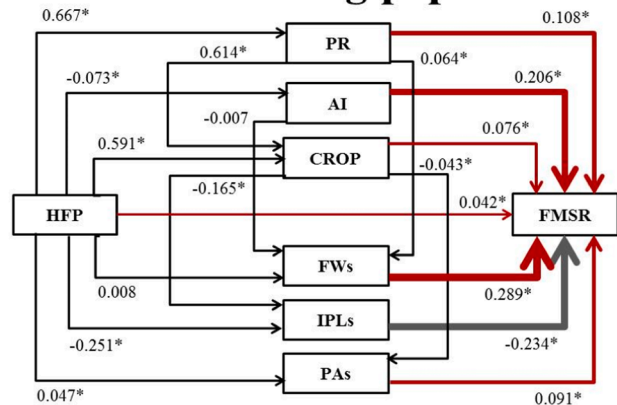 0.667*
PR
0.108*
0.614*
0.064*
-0.073*
AI
0.206*
-0.007
0.591*
CROP
0.076*
-0.043*
-0.165*
HFP
0.042*
FMSR
0.008
FWs
0.289*
IPLs
-0.251*
-0.234*
PAs
0.047*
0.091*